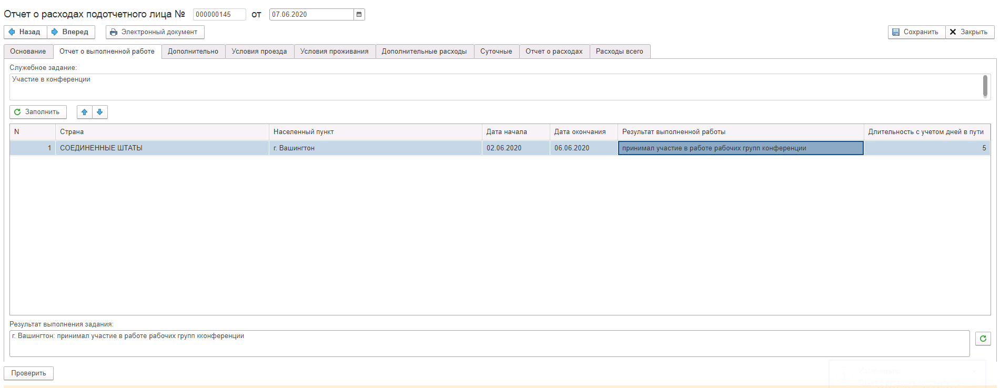 Отчет о расходах подотчетного лица № 000000145 от 07.06.2020
Назад Вперед Электронный документ Сохранить Закрыть
Основание Отчет о выполненной работе Дополнительно Условия проезда Условия проживания Дополнительные расходы Суточные Отчет о расходах Расходы всего
Служебное задание:
Участие в конференции
Заполнить
N Страна Населенный пункт Дата начала Дата окончания Результат выполненной работы Длительность с учетом дней в пути
1 СОЕДИНЕННЫЕ ШТАТЫ г. Вашингтон 02.06.2020 06.06.2020 принимал участие в работе рабочих групп конференции 5
Результат выполнения задания:
г. Вашингтон: принимал участие в работе рабочих групп кконференции
Проверить